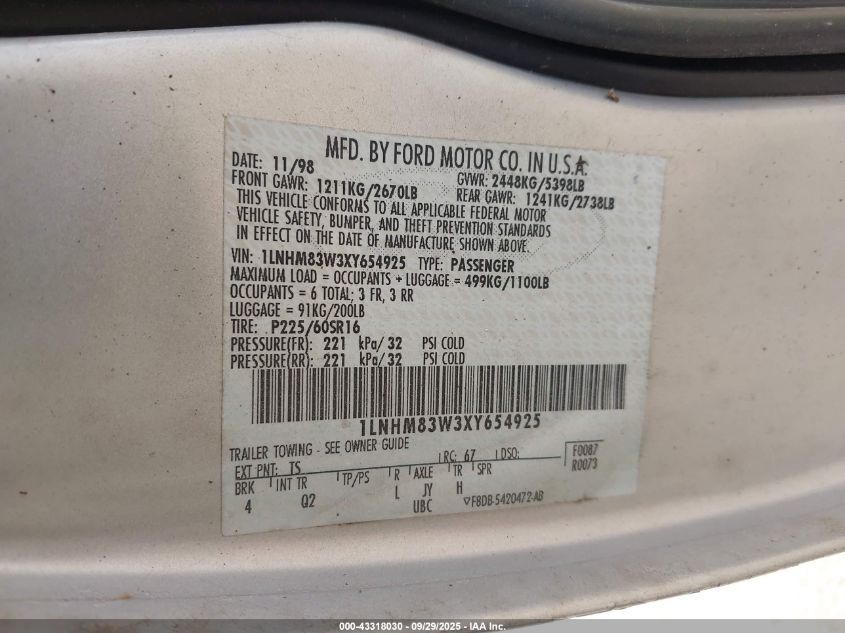 MFD. BY FORD MOTOR CO. IN U.S.A.
DATE: 11/98 GVWR: 2448KG/5398LB
FRONT GAWR: 1211KG/2670LB REAR GAWR: 1241KG/2738LB
THIS VEHICLE CONFORMS TO ALL APPLICABLE FEDERAL MOTOR
VEHICLE SAFETY, BUMPER, AND THEFT PREVENTION STANDARDS
IN EFFECT ON THE DATE OF MANUFACTURE SHOWN ABOVE.
VIN: 1LNHM83W3XY654925 TYPE: PASSENGER
MAXIMUM LOAD = OCCUPANTS + LUGGAGE = 499KG/1100LB
OCCUPANTS = 6 TOTAL; 3 FR, 3 RR
LUGGAGE = 91KG/200LB
TIRE: P225/60SR16
PRESSURE(FR): 221 kPa/ 32 PSI COLD
PRESSURE(RR): 221 kPa/ 32 PSI COLD
1LNHM83W3XY654925
TRAILER TOWING - SEE OWNER GUIDE
EXT PNT: TS RC: 67 DSO: F0087
R0073
BRK INT TR TP/PS R AXLE TR SPR
4 Q2 L JY H
UBC ▽F8DB-5420472-AB
000-43318030 - 09/29/2025 - IAA Inc.